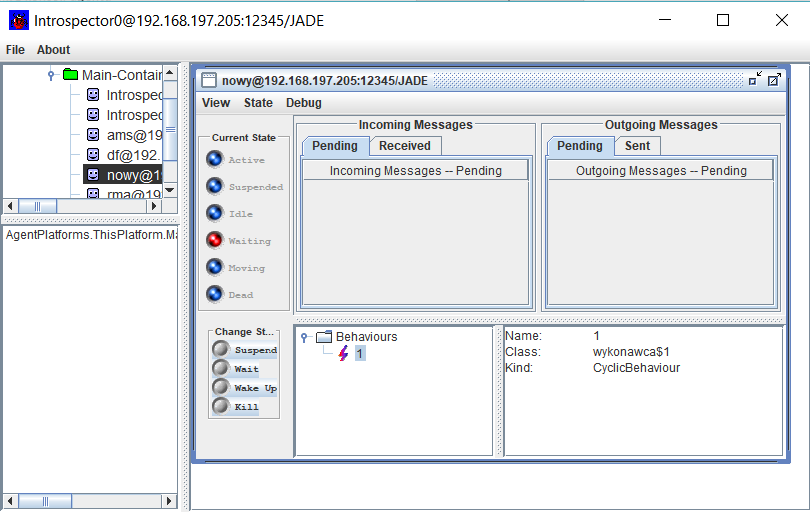 Introspector0@192.168.197.205:12345/JADE
File About
Main-Contain
Introspec
Introspec
ams@19
df@192.
nowy@1
rma@19
AgentPlatforms.ThisPlatform.Ma
nowy@192.168.197.205:12345/JADE
View State Debug
Current State
Active
Suspended
Idle
Waiting
Moving
Dead
Incoming Messages
Pending Received
Incoming Messages -- Pending
Outgoing Messages
Pending Sent
Outgoing Messages -- Pending
Change St...
Suspend
Wait
Wake Up
Kill
Behaviours
1
Name: 1
Class: wykonawca$1
Kind: CyclicBehaviour